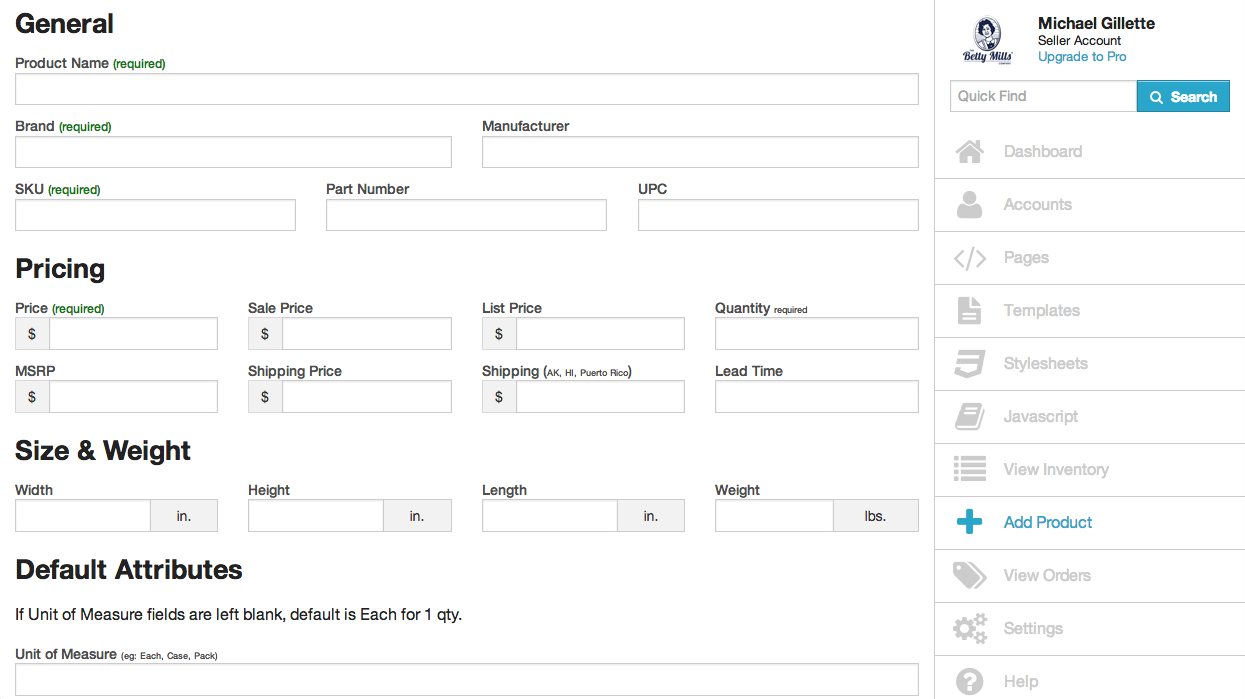 General
Product Name (required)
Brand (required) Manufacturer
SKU (required) Part Number UPC
Pricing
Price (required) Sale Price List Price Quantity required
$ $ $
MSRP Shipping Price Shipping (AK, HI, Puerto Rico) Lead Time
$ $ $
Size & Weight
Width Height Length Weight
in. in. in. lbs.
Default Attributes
If Unit of Measure fields are left blank, default is Each for 1 qty.
Unit of Measure (eg: Each, Case, Pack)
Betty Mills
Michael Gillette
Seller Account
Upgrade to Pro
Quick Find Search
Dashboard
Accounts
Pages
Templates
Stylesheets
Javascript
View Inventory
Add Product
View Orders
Settings
Help